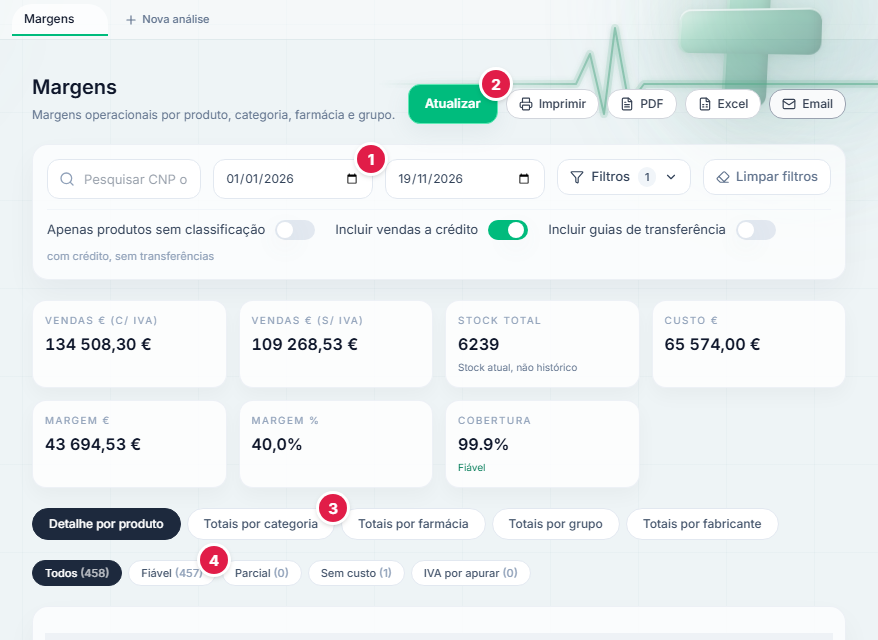 Margens
+ Nova análise
Margens
Margens operacionais por produto, categoria, farmácia e grupo.
Atualizar
2
Imprimir
PDF
Excel
Email
1
Pesquisar CNP o
01/01/2026
19/11/2026
Filtros 1
Limpar filtros
Apenas produtos sem classificação
Incluir vendas a crédito
Incluir guias de transferência
com crédito, sem transferências
VENDAS € (C/ IVA)
134 508,30 €
VENDAS € (S/ IVA)
109 268,53 €
STOCK TOTAL
6239
Stock atual, não histórico
CUSTO €
65 574,00 €
MARGEM €
43 694,53 €
MARGEM %
40,0%
COBERTURA
99.9%
Fiável
Detalhe por produto
Totais por categoria
3
Totais por farmácia
Totais por grupo
Totais por fabricante
Todos (458)
Fiável (457)
4
Parcial (0)
Sem custo (1)
IVA por apurar (0)